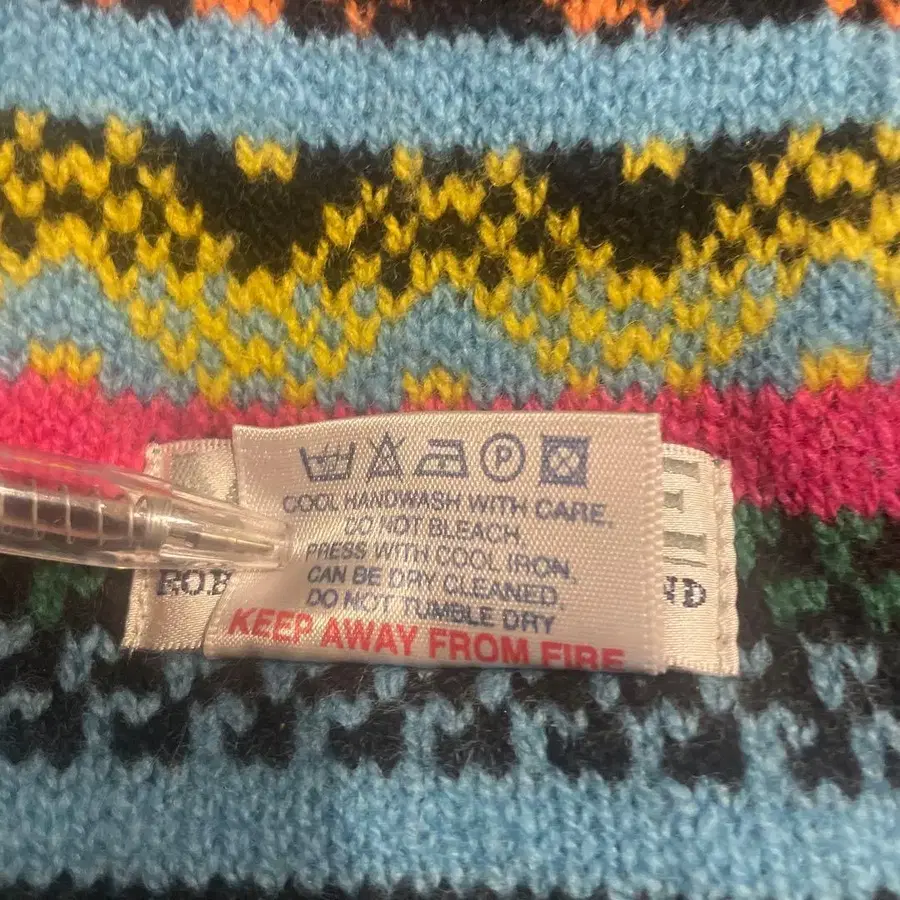 P
COOL HANDWASH WITH CARE.
DO NOT BLEACH.
PRESS WITH COOL IRON.
CAN BE DRY CLEANED.
DO NOT TUMBLE DRY
KEEP AWAY FROM FIRE